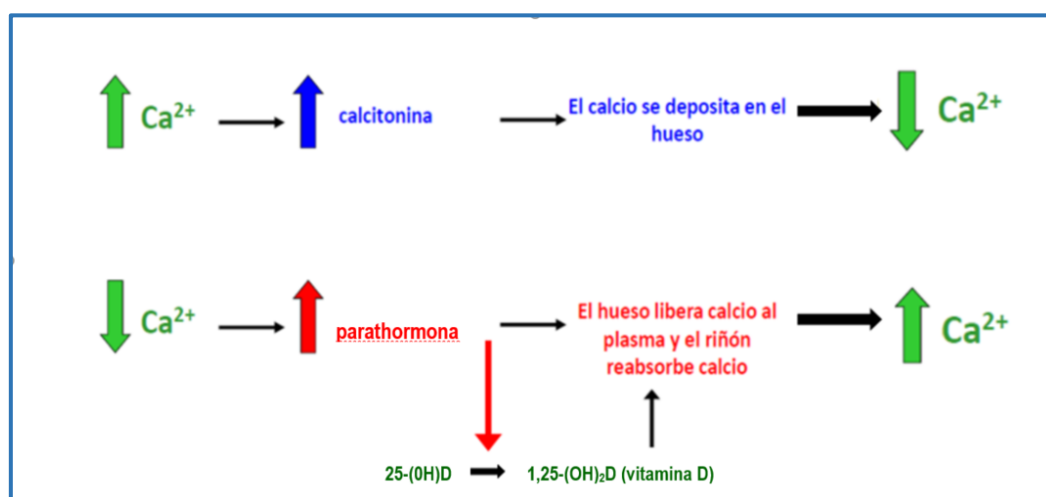 Ca²⁺
calcitonina
El calcio se deposita en el
hueso
Ca²⁺
Ca²⁺
parathormona
El hueso libera calcio al
plasma y el riñón
reabsorbe calcio
Ca²⁺
25-(0H)D
1,25-(OH)₂D (vitamina D)